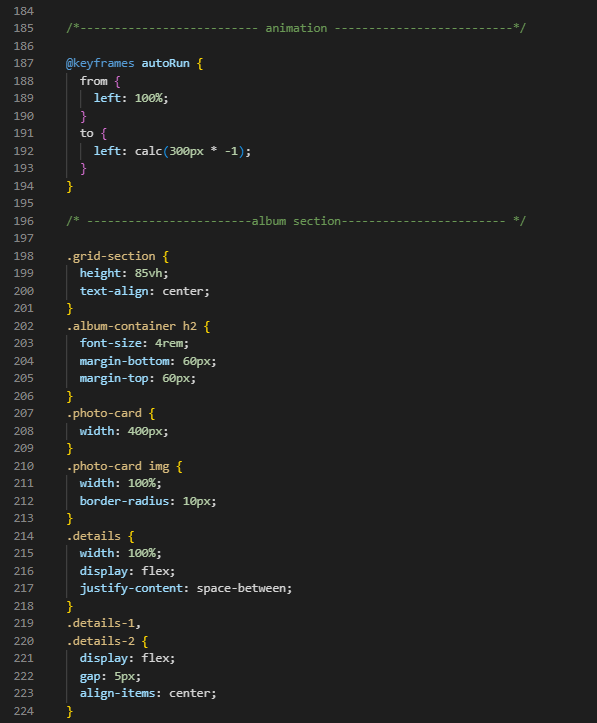 184
185 /*-------------------------- animation --------------------------*/
186
187 @keyframes autoRun {
188   from {
189     left: 100%;
190   }
191   to {
192     left: calc(300px * -1);
193   }
194 }
195
196 /* ------------------------album section------------------------ */
197
198 .grid-section {
199   height: 85vh;
200   text-align: center;
201 }
202 .album-container h2 {
203   font-size: 4rem;
204   margin-bottom: 60px;
205   margin-top: 60px;
206 }
207 .photo-card {
208   width: 400px;
209 }
210 .photo-card img {
211   width: 100%;
212   border-radius: 10px;
213 }
214 .details {
215   width: 100%;
216   display: flex;
217   justify-content: space-between;
218 }
219 .details-1,
220 .details-2 {
221   display: flex;
222   gap: 5px;
223   align-items: center;
224 }